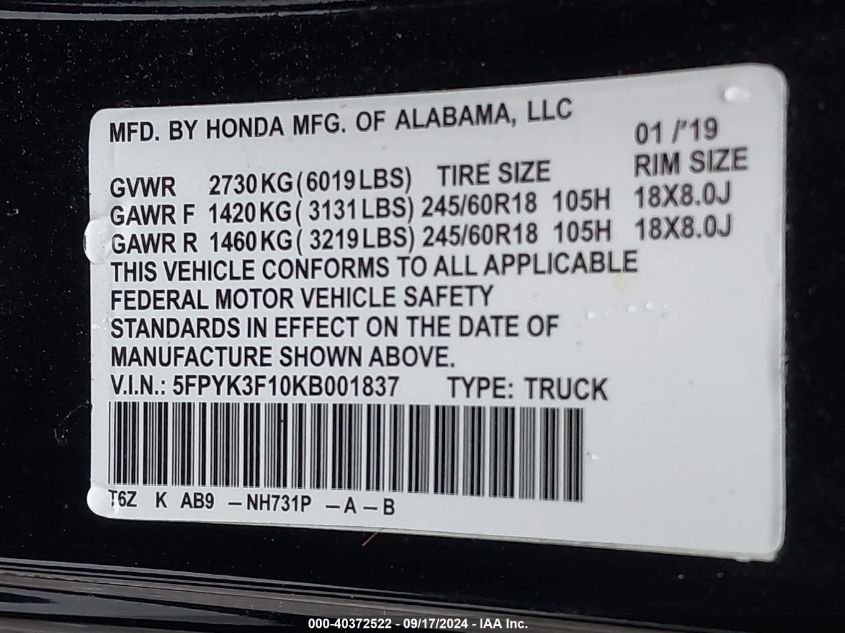 MFD. BY HONDA MFG. OF ALABAMA, LLC 01 /'19
GVWR 2730KG(6019LBS) TIRE SIZE RIM SIZE
GAWR F 1420KG( 3131LBS) 245/60R18 105H 18X8.0J
GAWR R 1460KG( 3219LBS) 245/60R18 105H 18X8.0J
THIS VEHICLE CONFORMS TO ALL APPLICABLE
FEDERAL MOTOR VEHICLE SAFETY
STANDARDS IN EFFECT ON THE DATE OF
MANUFACTURE SHOWN ABOVE.
V.I.N.: 5FPYK3F10KB001837 TYPE: TRUCK
T6Z K AB9 –NH731P –A–B
000-40372522 - 09/17/2024 - IAA Inc.